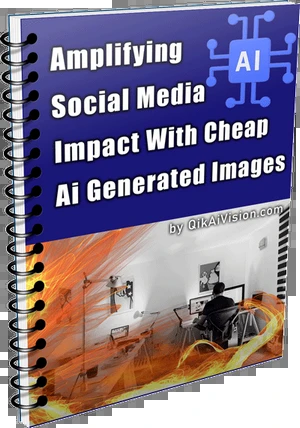 AI
Amplifying
Social Media
Impact With Cheap
Ai Generated Images
by QikAiVision.com